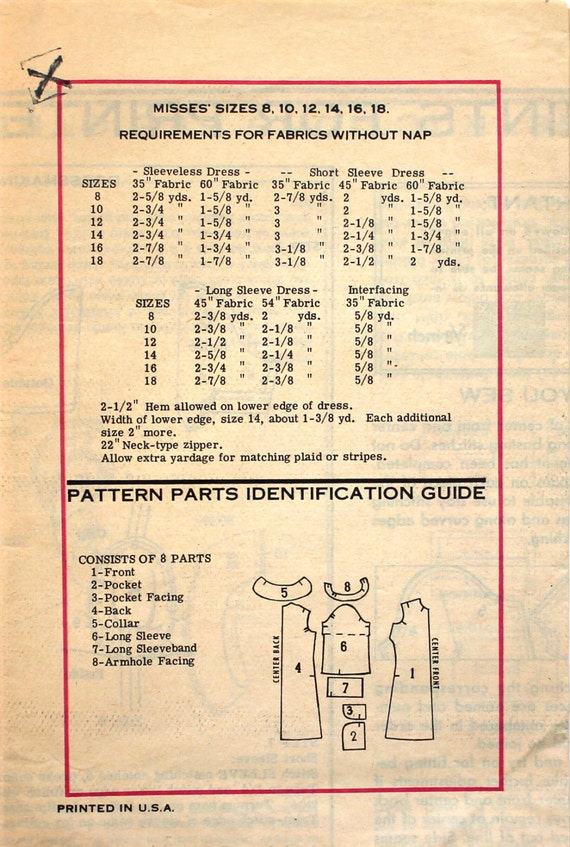 MISSES' SIZES 8, 10, 12, 14, 16, 18.
REQUIREMENTS FOR FABRICS WITHOUT NAP
- Sleeveless Dress - -- Short Sleeve Dress --
SIZES 35" Fabric 60" Fabric 35" Fabric 45" Fabric 60" Fabric
8 2-5/8 yds. 1-5/8 yd. 2-7/8 yds. 2 yds. 1-5/8 yd.
10 2-3/4 " 1-5/8 " 3 " 2 " 1-5/8 "
12 2-3/4 " 1-5/8 " 3 " 2-1/8 " 1-5/8 "
14 2-3/4 " 1-3/4 " 3 " 2-1/4 " 1-3/4 "
16 2-7/8 " 1-3/4 " 3-1/8 " 2-3/8 " 1-7/8 "
18 2-7/8 " 1-7/8 " 3-1/8 " 2-1/2 " 2 yds.
- Long Sleeve Dress - Interfacing
SIZES 45" Fabric 54" Fabric 35" Fabric
8 2-3/8 yds. 2 yds. 5/8 yd.
10 2-3/8 " 2-1/8 " 5/8 "
12 2-1/2 " 2-1/8 " 5/8 "
14 2-5/8 " 2-1/4 " 5/8 "
16 2-3/4 " 2-3/8 " 5/8 "
18 2-7/8 " 2-3/8 " 5/8 "
2-1/2" Hem allowed on lower edge of dress.
Width of lower edge, size 14, about 1-3/8 yd. Each additional
size 2" more.
22" Neck-type zipper.
Allow extra yardage for matching plaid or stripes.
PATTERN PARTS IDENTIFICATION GUIDE
CONSISTS OF 8 PARTS
1-Front
2-Pocket
3-Pocket Facing
4-Back
5-Collar
6-Long Sleeve
7-Long Sleeveband
8-Armhole Facing
5
8
CENTER BACK
4
6
1
CENTER FRONT
7
3
2
PRINTED IN U.S.A.